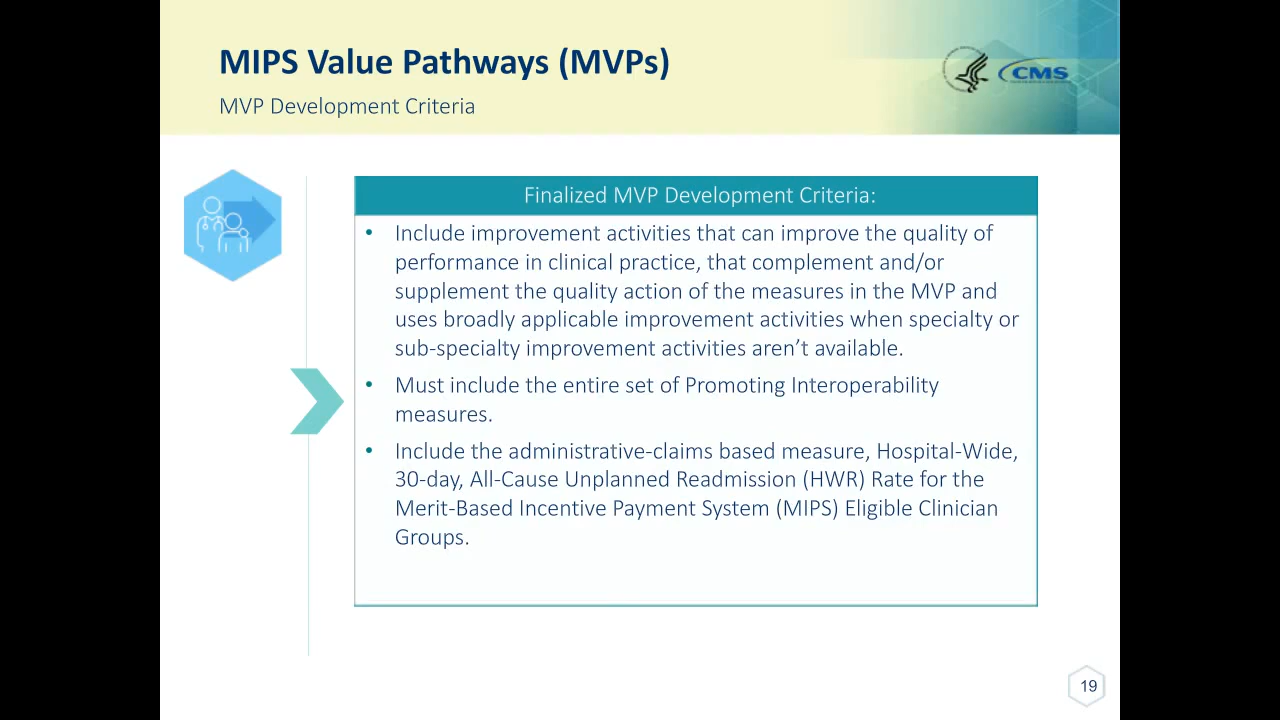 MIPS Value Pathways (MVPs)
MVP Development Criteria
CMS
Finalized MVP Development Criteria:
• Include improvement activities that can improve the quality of
performance in clinical practice, that complement and/or
supplement the quality action of the measures in the MVP and
uses broadly applicable improvement activities when specialty or
sub-specialty improvement activities aren’t available.
• Must include the entire set of Promoting Interoperability
measures.
• Include the administrative-claims based measure, Hospital-Wide,
30-day, All-Cause Unplanned Readmission (HWR) Rate for the
Merit-Based Incentive Payment System (MIPS) Eligible Clinician
Groups.
19